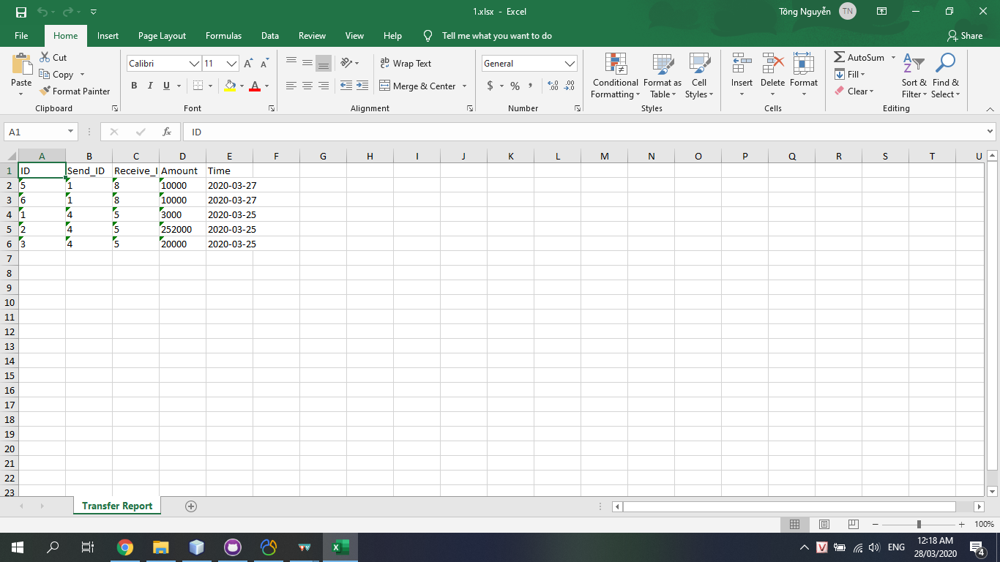 1.xlsx - Excel
Tông Nguyễn TN
File Home Insert Page Layout Formulas Data Review View Help Tell me what you want to do Share
Cut
Copy
Format Painter
Paste
Clipboard
Calibri 11
B I U A
Font
Wrap Text
Merge & Center
Alignment
General
$ % ,
Number
Conditional Formatting
Format as Table
Cell Styles
Styles
Insert Delete Format
Cells
AutoSum
Fill
Clear
Sort & Filter
Find & Select
Editing
A1 fx ID
A B C D E F G H I J K L M N O P Q R S T U
1 ID Send_ID Receive_I Amount Time
2 5 1 8 10000 2020-03-27
3 6 1 8 10000 2020-03-27
4 1 4 5 3000 2020-03-25
5 2 4 5 252000 2020-03-25
6 3 4 5 20000 2020-03-25
7
8
9
10
11
12
13
14
15
16
17
18
19
20
21
22
23
Transfer Report
100%
ENG
12:18 AM
28/03/2020
4